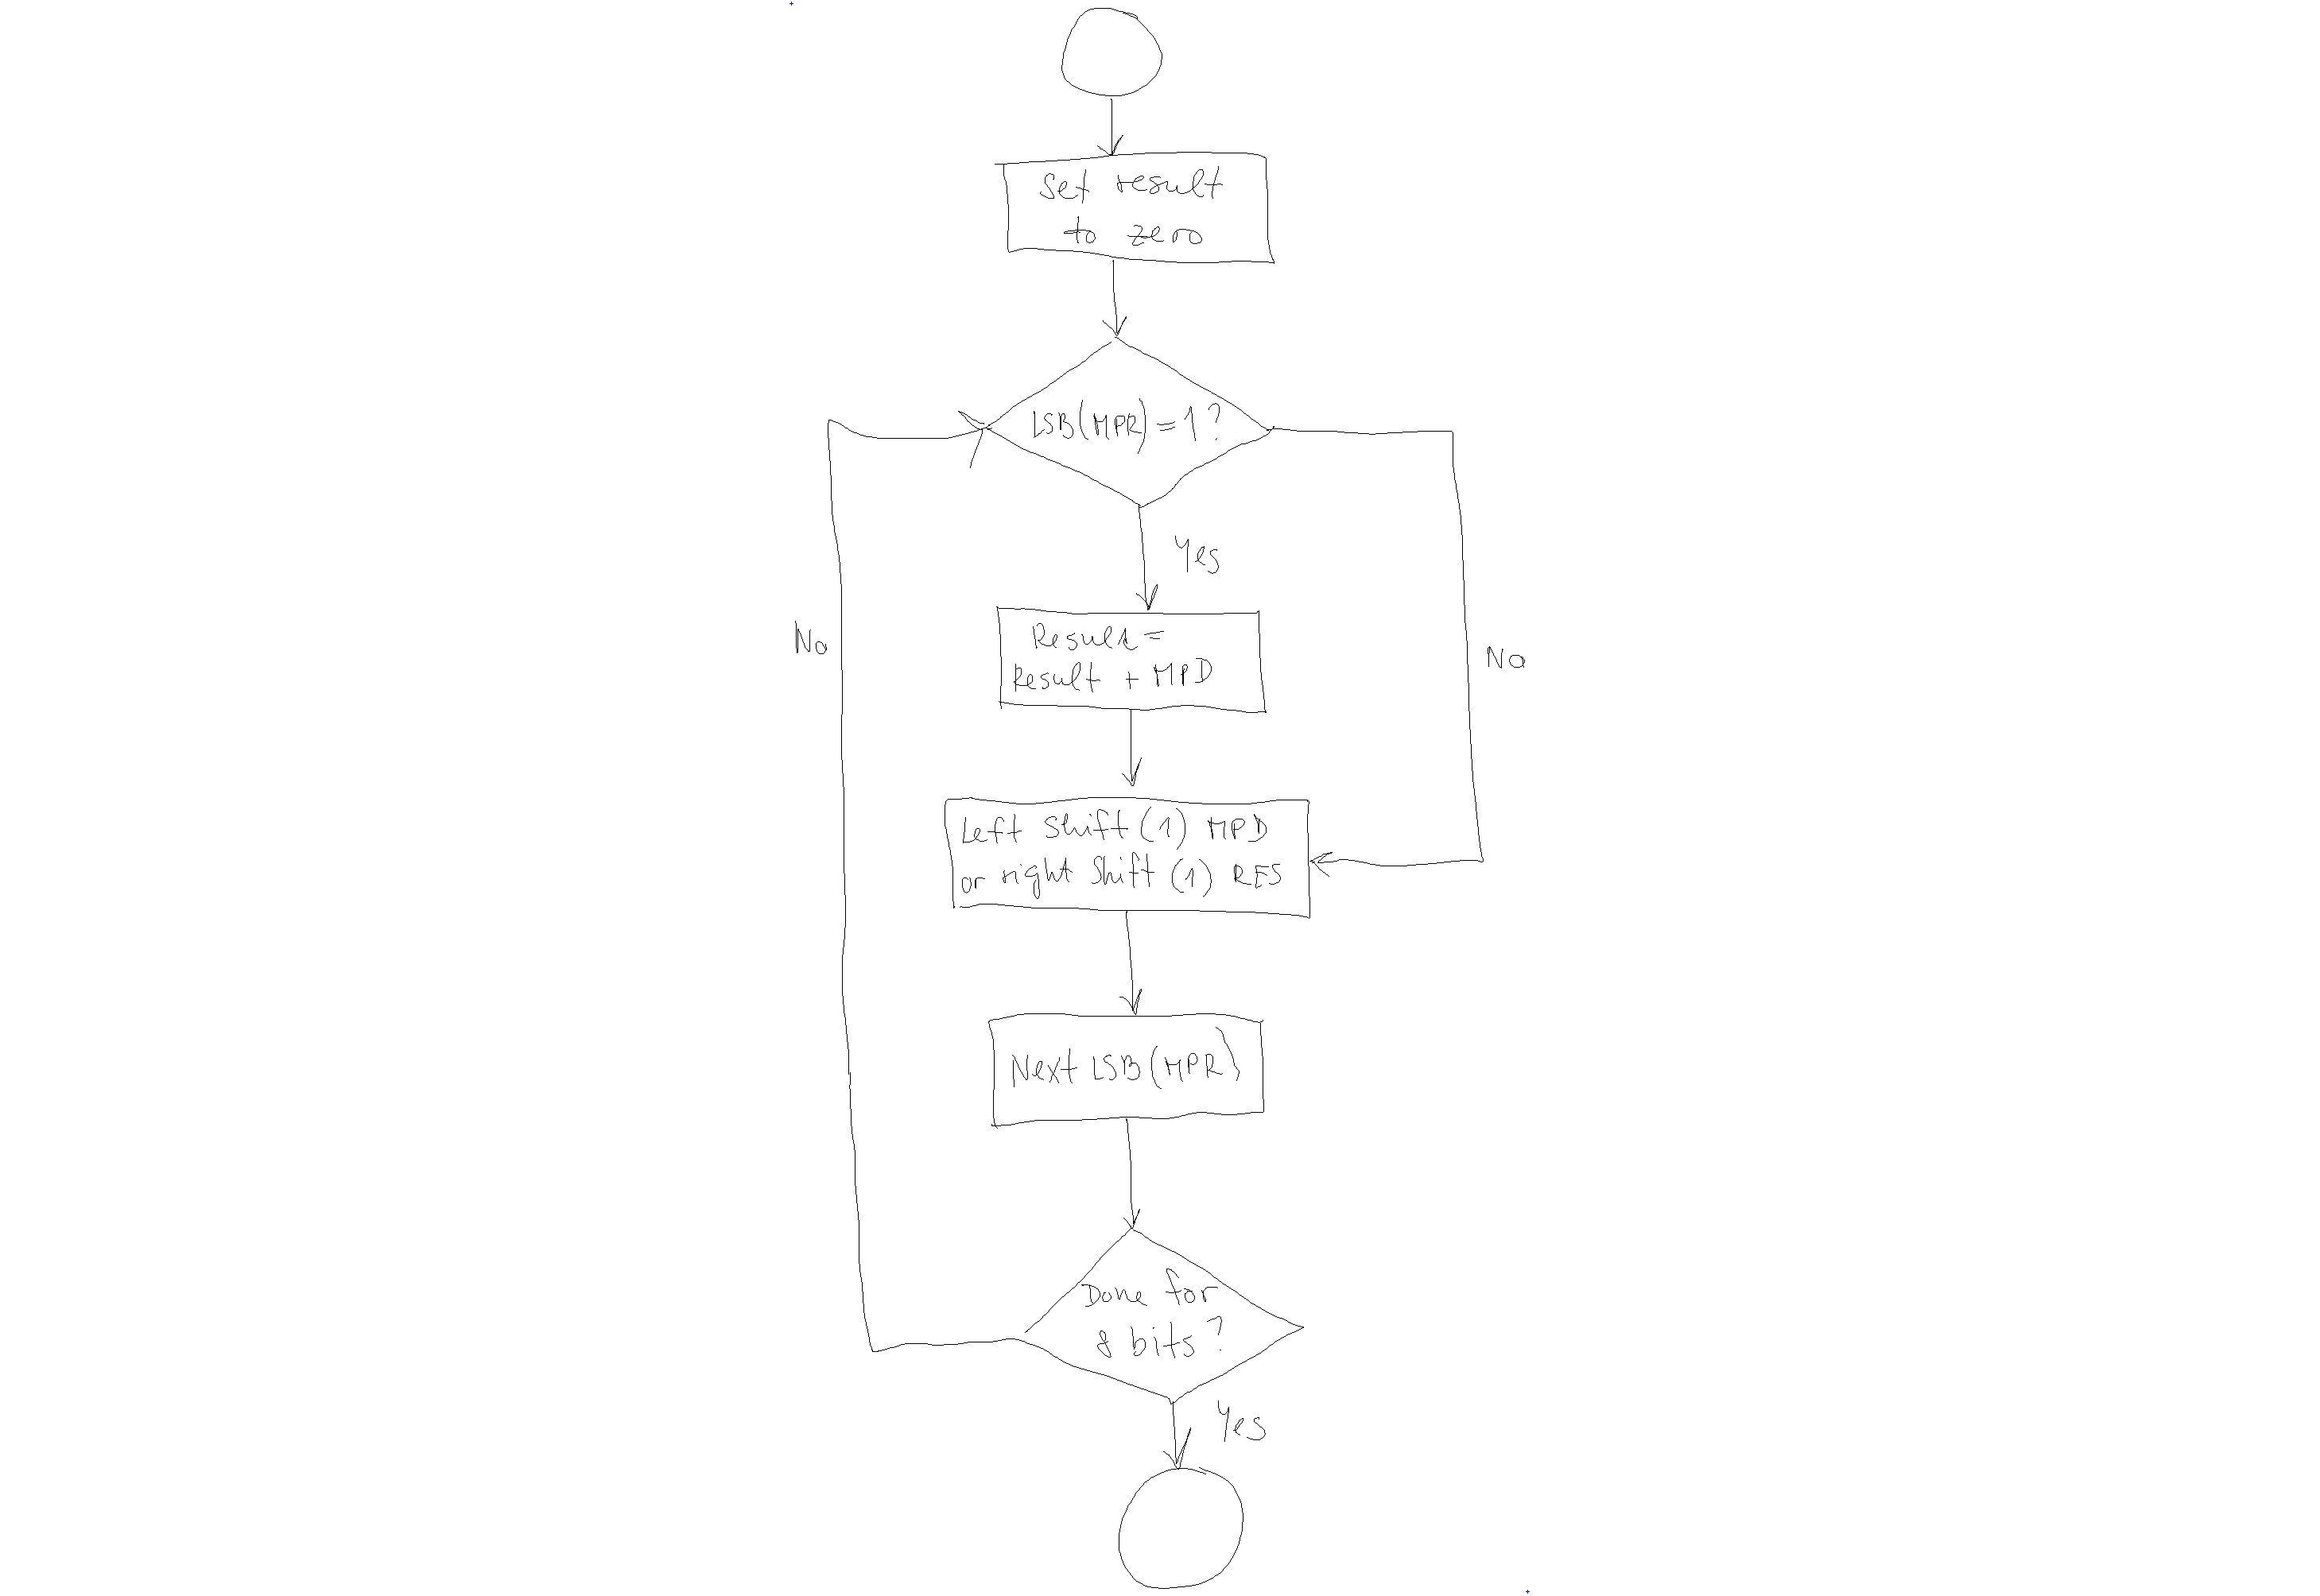 Set result
to zero
LSB(MPR)=1?
Yes
No
No
Result =
Result + MPD
Left shift (1) MPD
or right shift (1) RES
Next LSB(MPR)
Done for
8 bits?
Yes